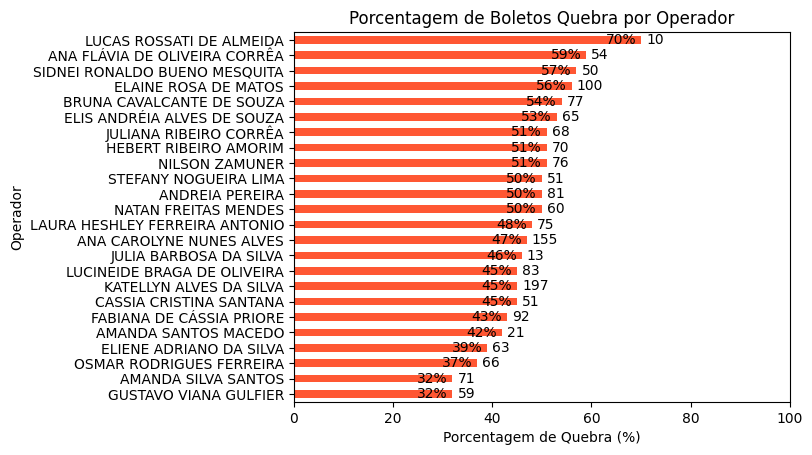 Porcentagem de Boletos Quebra por Operador
LUCAS ROSSATI DE ALMEIDA 70% 10
ANA FLÁVIA DE OLIVEIRA CORRÊA 59% 54
SIDNEI RONALDO BUENO MESQUITA 57% 50
ELAINE ROSA DE MATOS 56% 100
BRUNA CAVALCANTE DE SOUZA 54% 77
ELIS ANDRÉIA ALVES DE SOUZA 53% 65
JULIANA RIBEIRO CORRÊA 51% 68
HEBERT RIBEIRO AMORIM 51% 70
NILSON ZAMUNER 51% 76
STEFANY NOGUEIRA LIMA 50% 51
ANDREIA PEREIRA 50% 81
NATAN FREITAS MENDES 50% 60
LAURA HESHLEY FERREIRA ANTONIO 48% 75
ANA CAROLYNE NUNES ALVES 47% 155
JULIA BARBOSA DA SILVA 46% 13
LUCINEIDE BRAGA DE OLIVEIRA 45% 83
KATELLYN ALVES DA SILVA 45% 197
CASSIA CRISTINA SANTANA 45% 51
FABIANA DE CÁSSIA PRIORE 43% 92
AMANDA SANTOS MACEDO 42% 21
ELIENE ADRIANO DA SILVA 39% 63
OSMAR RODRIGUES FERREIRA 37% 66
AMANDA SILVA SANTOS 32% 71
GUSTAVO VIANA GULFIER 32% 59
Operador
0 20 40 60 80 100
Porcentagem de Quebra (%)